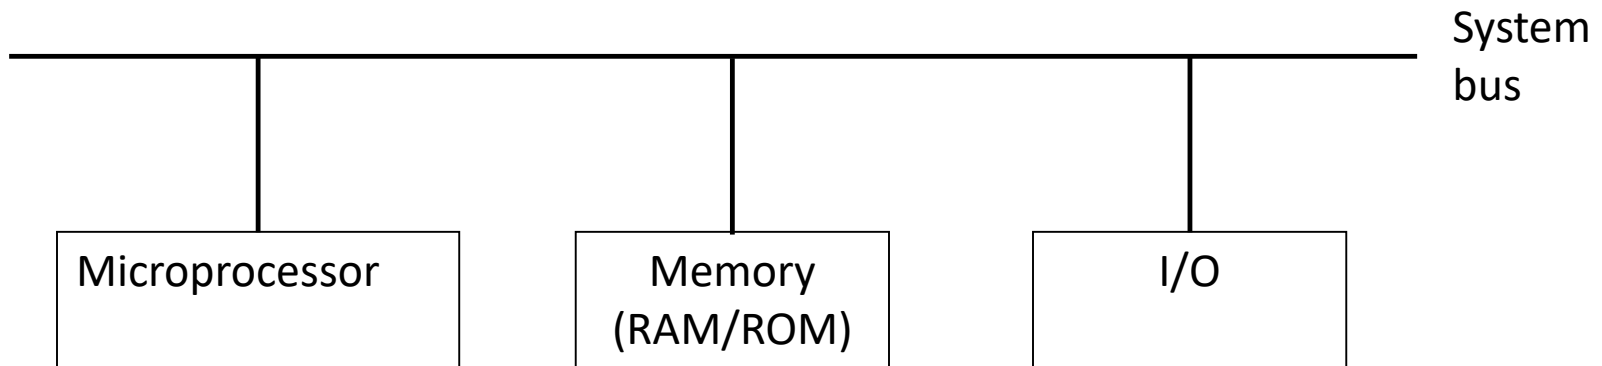 System
bus
Microprocessor
Memory
(RAM/ROM)
I/O